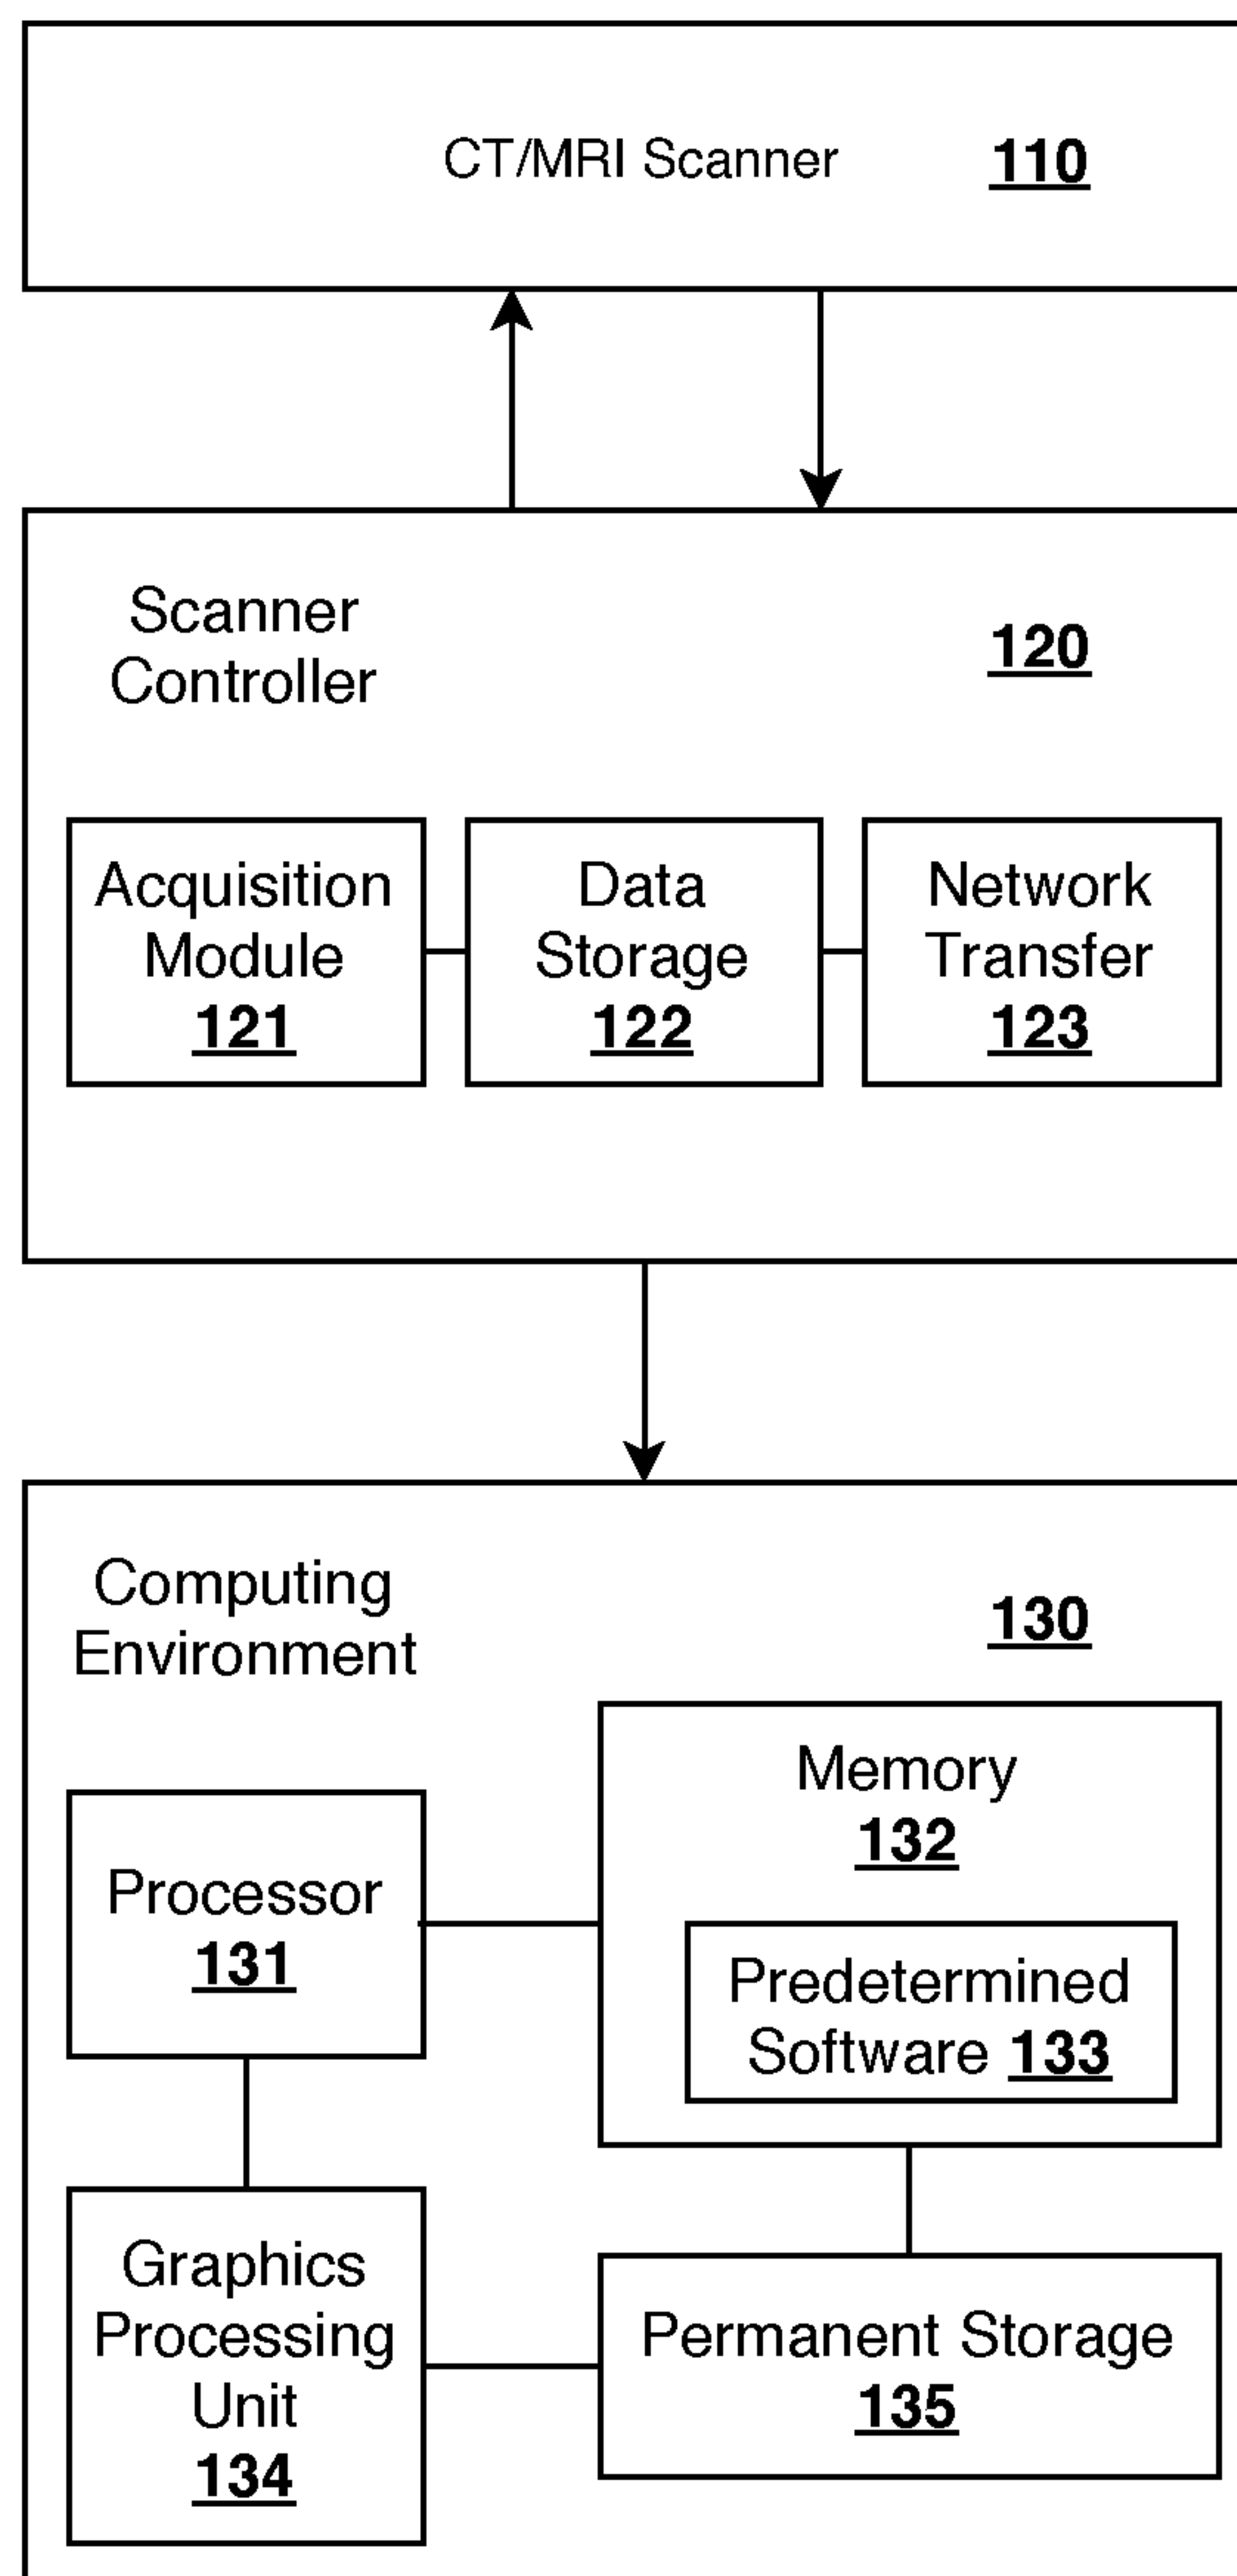 CT/MRI Scanner 110
Scanner
Controller
120
Acquisition
Module
121
Data
Storage
122
Network
Transfer
123
Computing
Environment
130
Processor
131
Memory
132
Predetermined
Software 133
Graphics
Processing
Unit
134
Permanent Storage
135